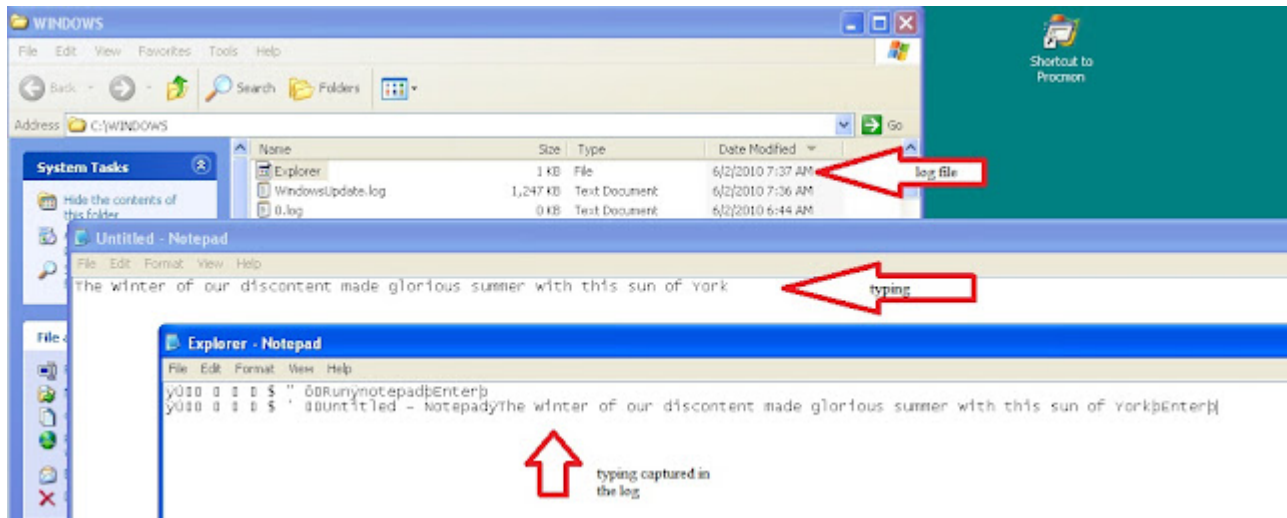 WINDOWS
File Edit View Favorites Tools Help
Back Search Folders
Shortcut to
Procmon
Address C:\WINDOWS Go
Name Size Type Date Modified
System Tasks
Explorer 1 KB File 6/2/2010 7:37 AM
log file
WindowsUpdate.log 1,247 KB Text Document 6/2/2010 7:36 AM
Hide the contents of
this folder
0.log 0 KB Text Document 6/2/2010 6:44 AM
Untitled - Notepad
File Edit Format View Help
The winter of our discontent made glorious summer with this sun of York
typing
File
Explorer - Notepad
File Edit Format View Help
RunÿnotepadþEnterþ
Untitled - NotepadÿThe winter of our discontent made glorious summer with this sun of YorkþEnterþ
typing captured in
the log